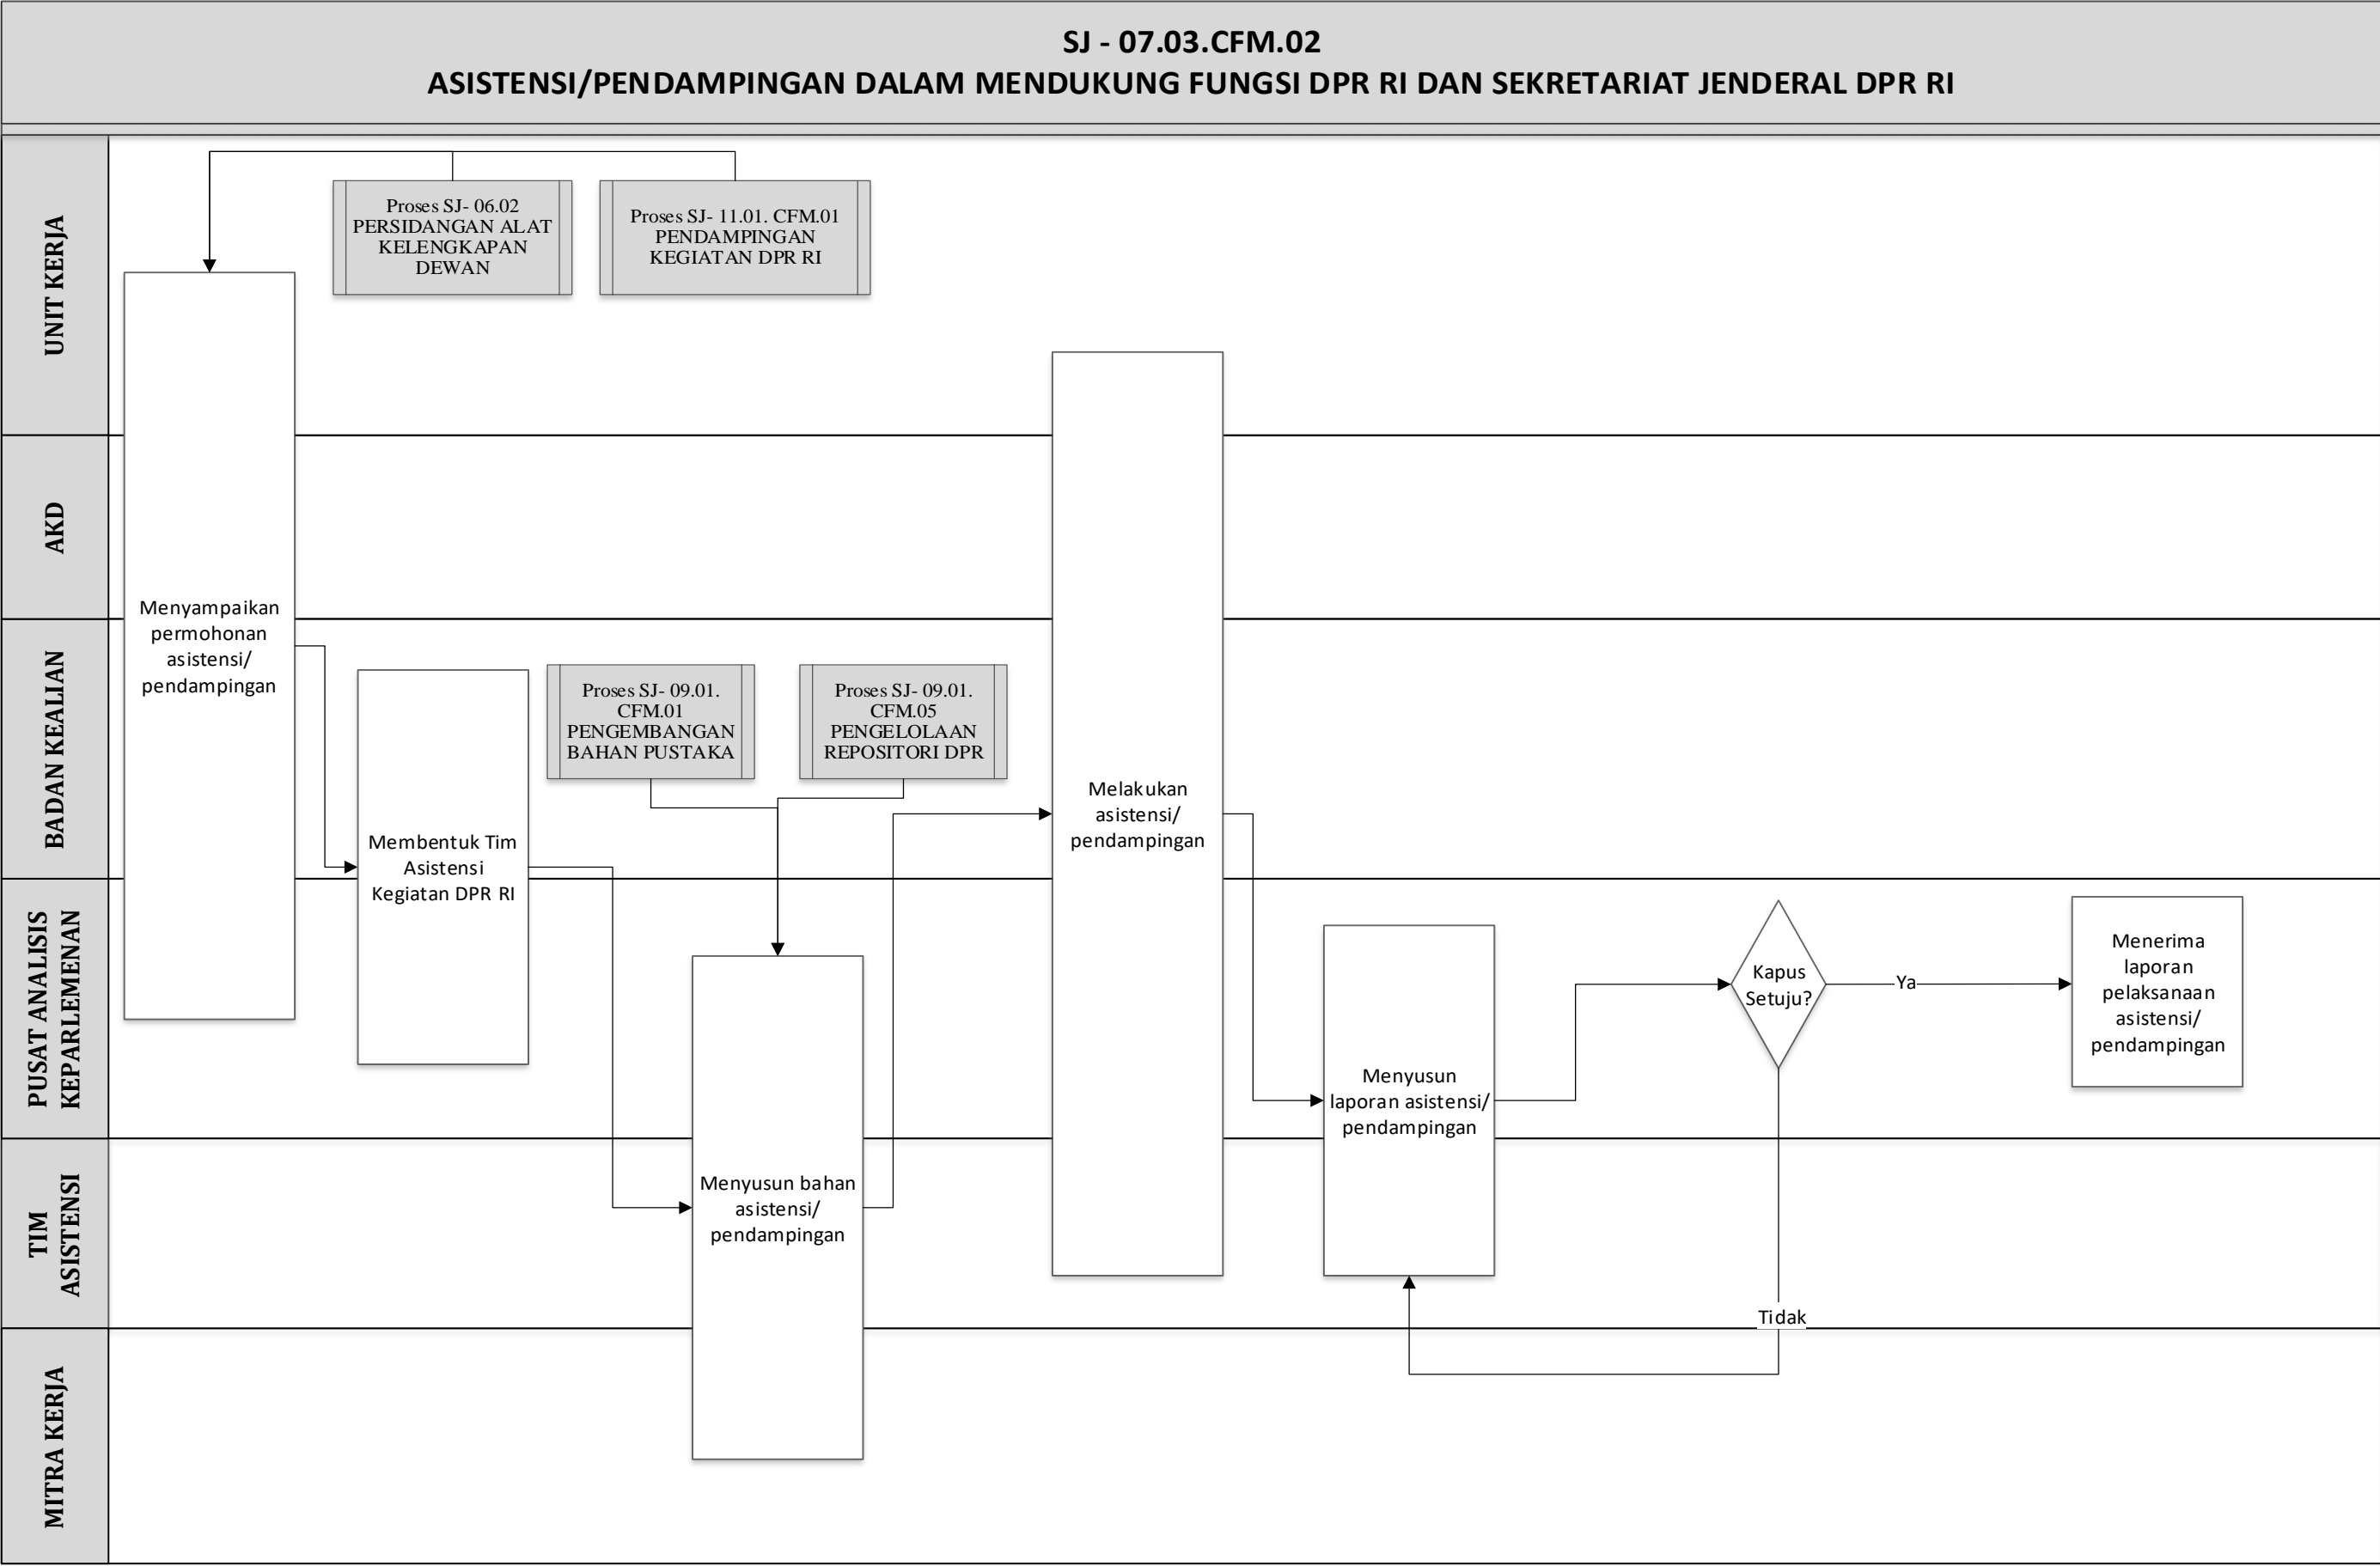 SJ - 07.03.CFM.02
ASISTENSI/PENDAMPINGAN DALAM MENDUKUNG FUNGSI DPR RI DAN SEKRETARIAT JENDERAL DPR RI
UNIT KERJA
Proses SJ- 06.02
PERSIDANGAN ALAT
KELENGKAPAN
DEWAN
Proses SJ- 11.01. CFM.01
PENDAMPINGAN
KEGIATAN DPR RI
AKD
Menyampaikan
permohonan
asistensi/
pendampingan
BADAN KEALIAN
Membentuk Tim
Asistensi
Kegiatan DPR RI
Proses SJ- 09.01.
CFM.01
PENGEMBANGAN
BAHAN PUSTAKA
Proses SJ- 09.01.
CFM.05
PENGELOLAAN
REPOSITORI DPR
Melakukan
asistensi/
pendampingan
PUSAT ANALISIS
KEPARLEMENAN
Menyusun
laporan asistensi/
pendampingan
Kapus
Setuju?
Ya
Menerima
laporan
pelaksanaan
asistensi/
pendampingan
TIM
ASISTENSI
Menyusun bahan
asistensi/
pendampingan
Tidak
MITRA KERJA